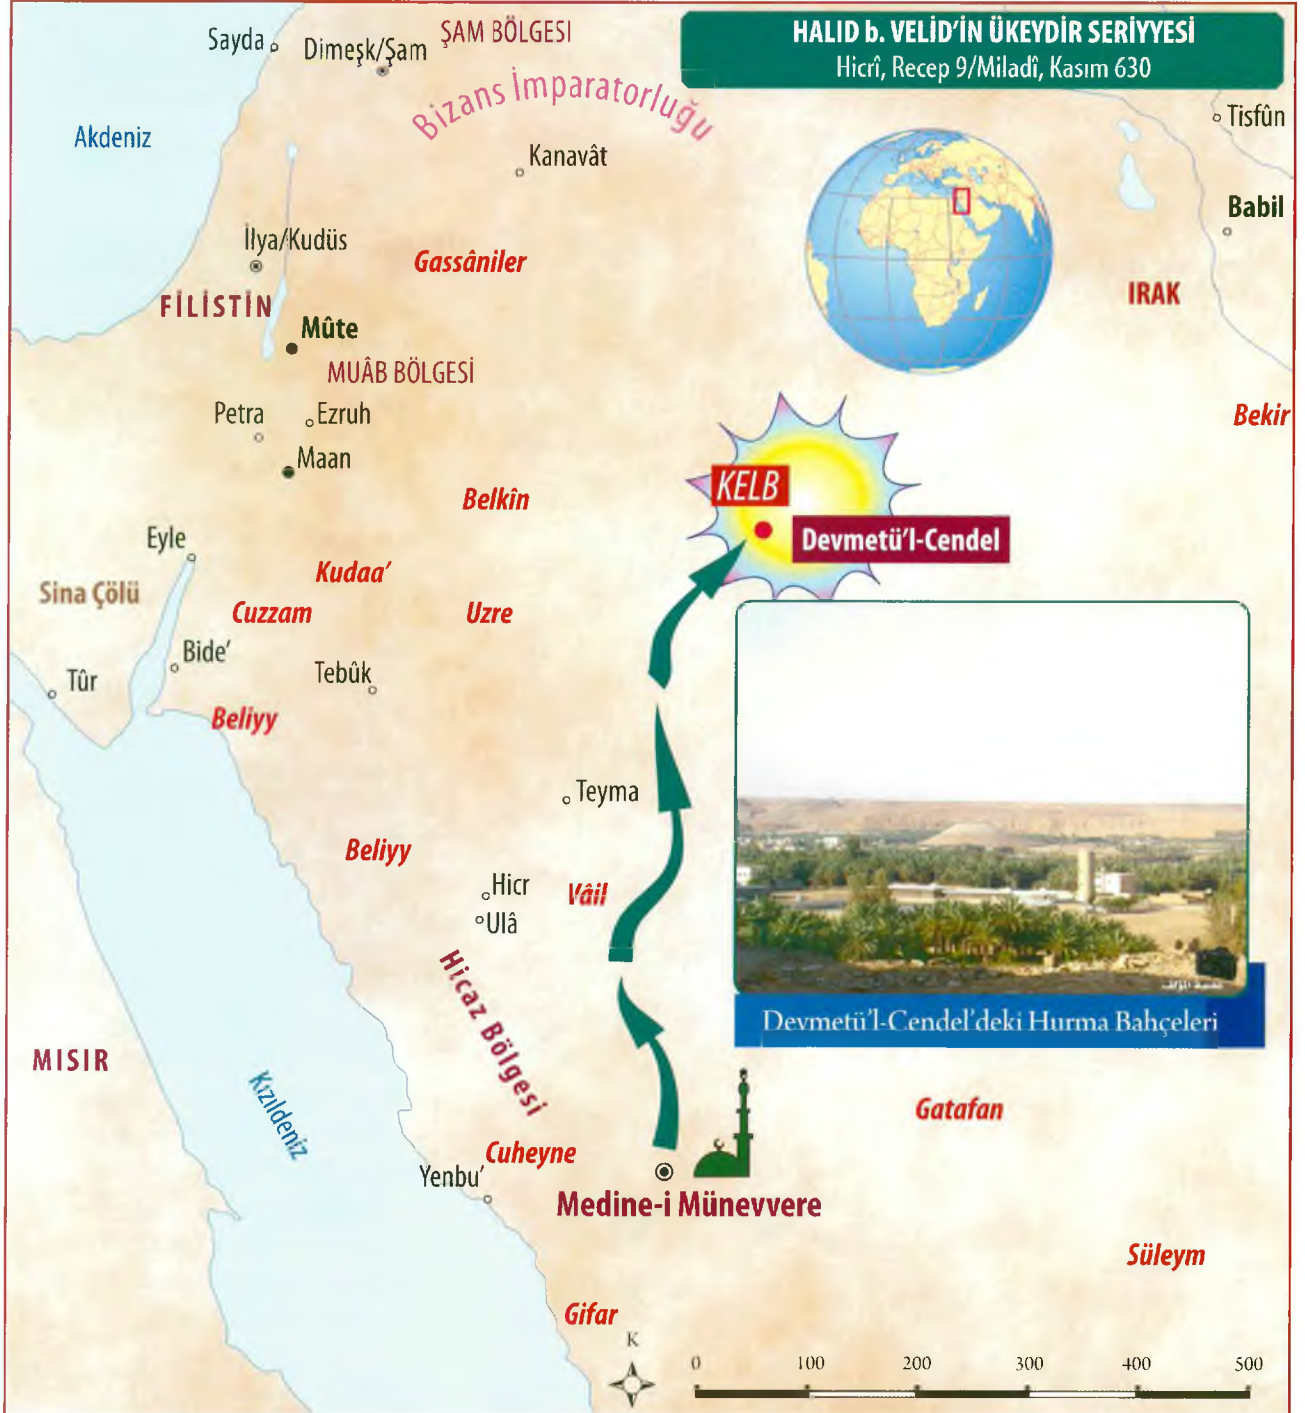 HALID b. VELİD'İN ÜKEYDİR SERİYYESİ
Hicrî, Recep 9/Miladî, Kasım 630
ŞAM BÖLGESI
Sayda
Dimeşk/Şam
Bizans İmparatorluğu
Tisfûn
Akdeniz
Kanavât
Babil
İlya/Kudüs
Gassâniler
FİLİSTİN
IRAK
Mûte
MUÂB BÖLGESİ
Petra
Ezruh
Bekir
Maan
KELB
Belkîn
Devmetü'l-Cendel
Eyle
Kudaa'
Sina Çölü
Cuzzam
Uzre
Bide'
Tûr
Tebûk
Beliyy
Teyma
Beliyy
Hicr
Vâil
Ulâ
Hicaz Bölgesi
Devmetü'l-Cendel'deki Hurma Bahçeleri
MISIR
Kızıldeniz
Gatafan
Cuheyne
Yenbu'
Medine-i Münevvere
Süleym
Gifar
K
0 100 200 300 400 500